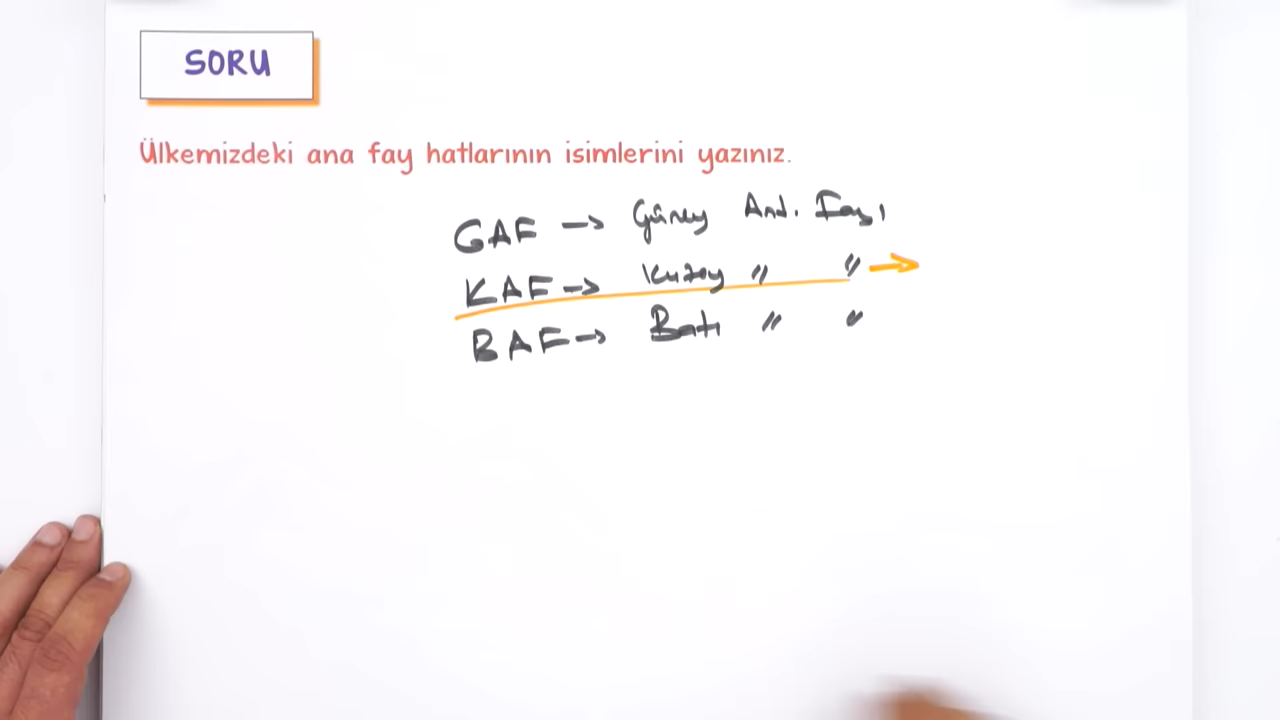 SORU
Ülkemizdeki ana fay hatlarının isimlerini yazınız.
GAF → Güney And. Fayı
KAF → Kuzey " " →
BAF → Batı " "